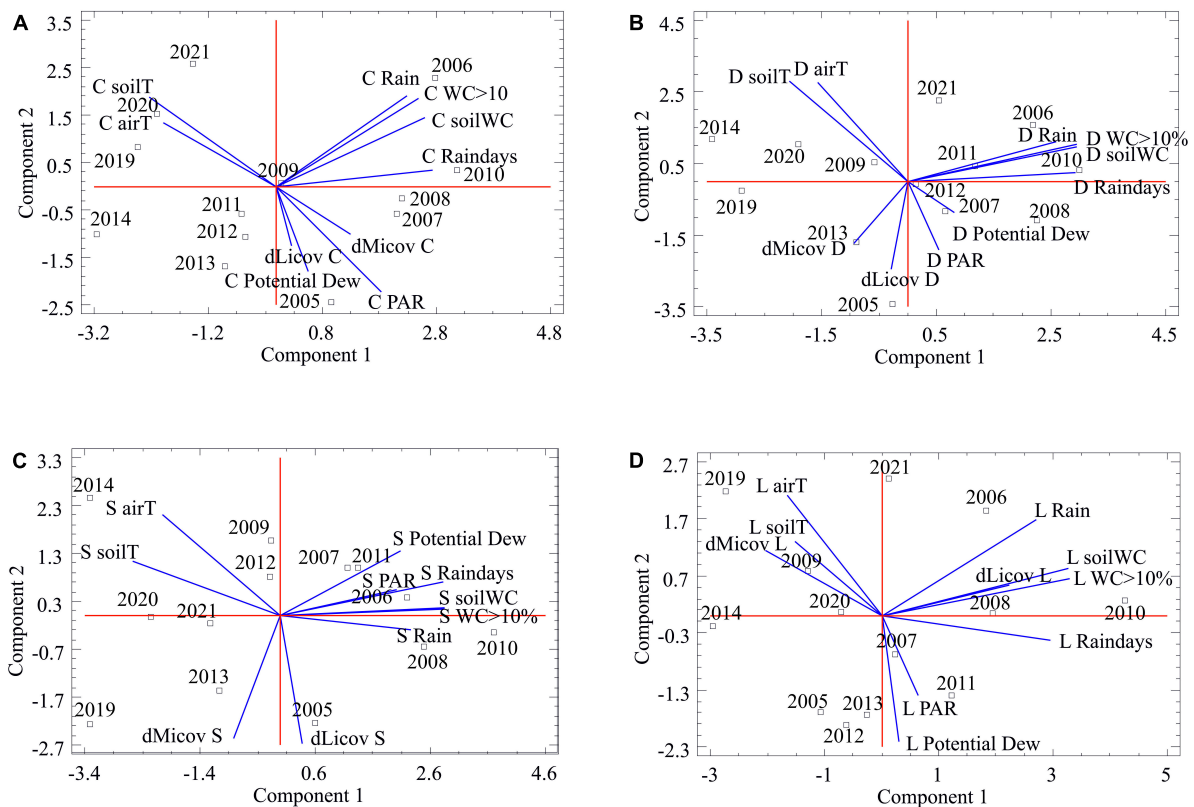 A
3.5
2.5
1.5
0.5
-0.5
-1.5
-2.5
Component 2
2021
C soilT
2020
C airT
2019
2014
2011
2012
2013
2009
C Rain
2006
C WC>10
C soilWC
C Raindays
2010
2008
2007
dMicov C
dLicov C
C Potential Dew
2005
C PAR
-3.2
-1.2
0.8
2.8
4.8
Component 1
B
4.5
2.5
0.5
-1.5
-3.5
Component 2
D soilT
D airT
2021
2014
2020
2009
2019
2006
D Rain
D WC>10%
2011
2010
D soilWC
D Raindays
2012
2007
2008
D Potential Dew
2013
dMicov D
D PAR
dLicov D
2005
-3.5
-1.5
0.5
2.5
4.5
Component 1
C
3.3
2.3
1.3
0.3
-0.7
-1.7
-2.7
Component 2
2014
S airT
2009
S soilT
2012
2007
2011
S Potential Dew
S PAR
S Raindays
2006
S soilWC
S WC>10%
2020
2021
S Rain
2008
2010
2013
2019
dMicov S
2005
dLicov S
-3.4
-1.4
0.6
2.6
4.6
Component 1
D
2.7
1.7
0.7
-0.3
-1.3
-2.3
Component 2
2019
L airT
2021
2006
L Rain
L soilT
dMicov L
2009
L soilWC
dLicov L
L WC>10%
2014
2020
2008
2010
2007
L Raindays
2005
2013
2012
2011
L PAR
L Potential Dew
-3
-1
1
3
5
Component 1